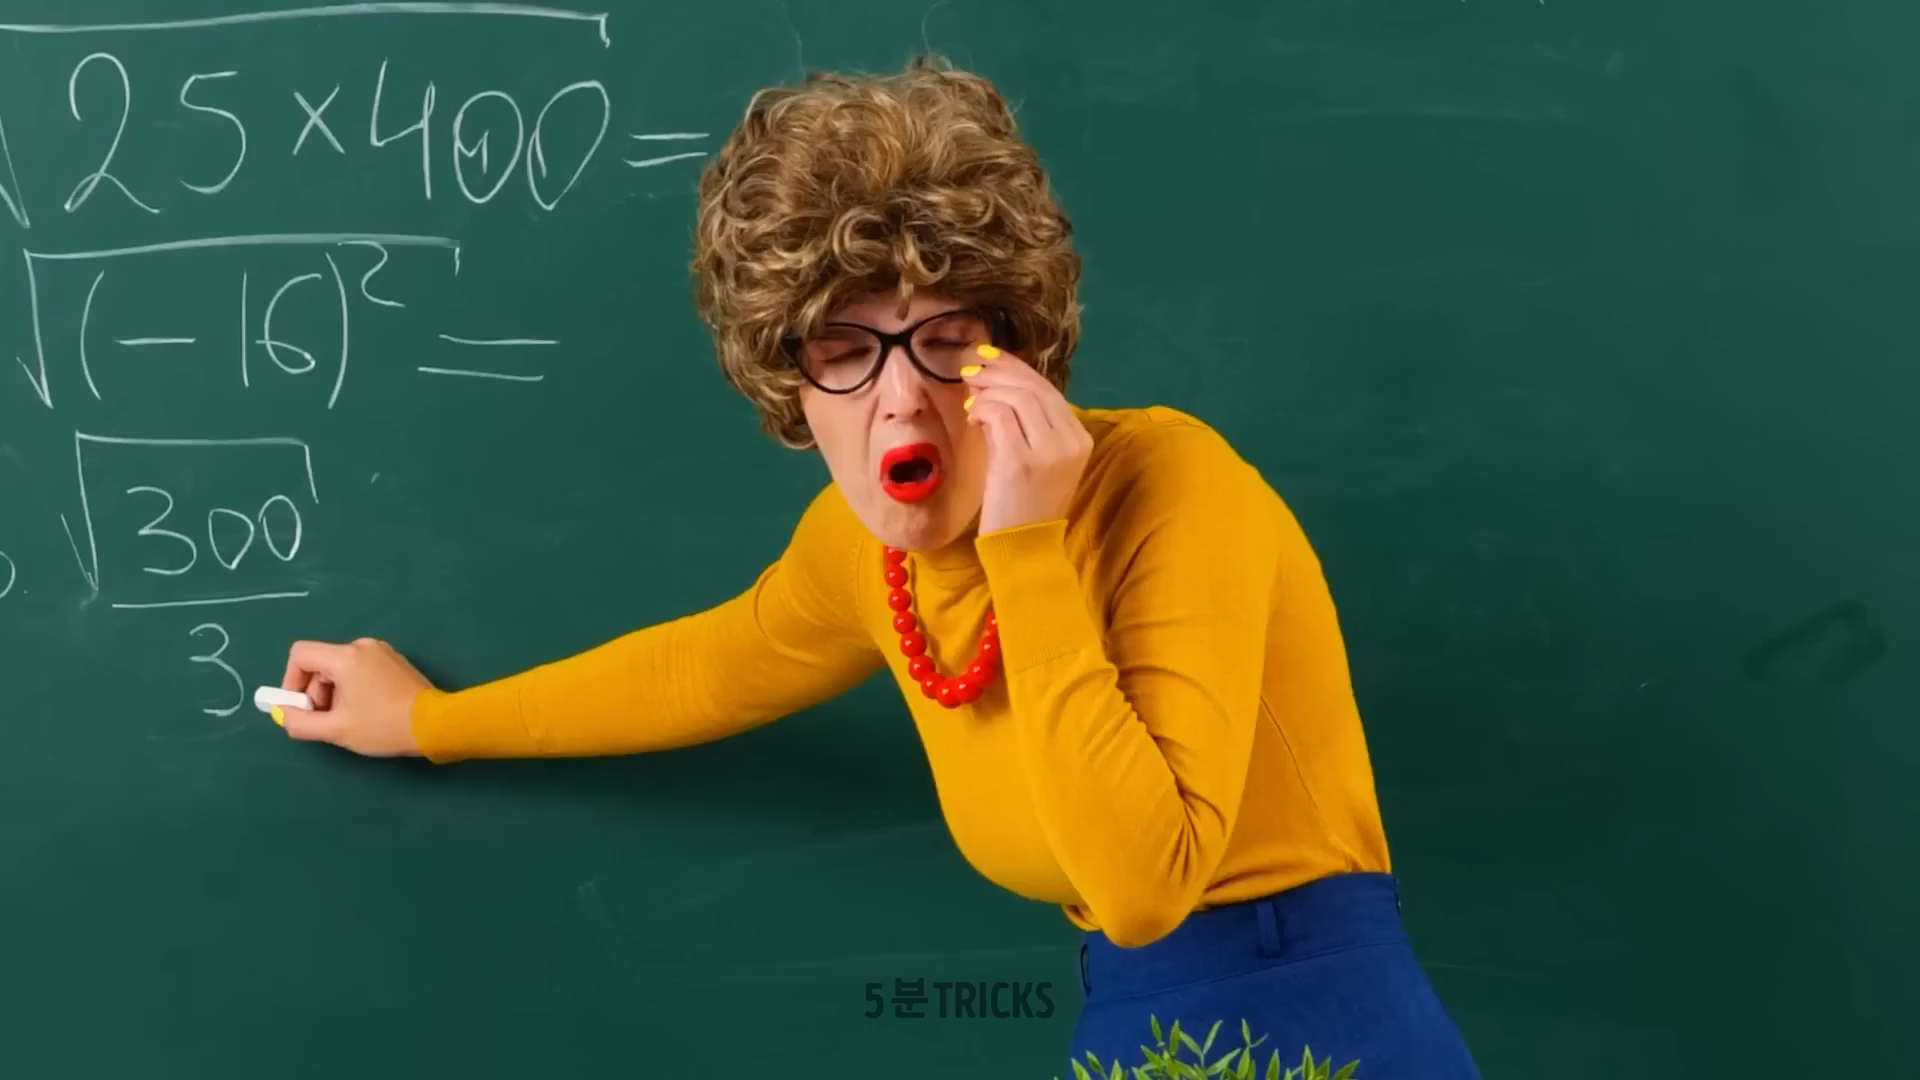 √25×400=
√(-16)²=
√300
3
5분TRICKS